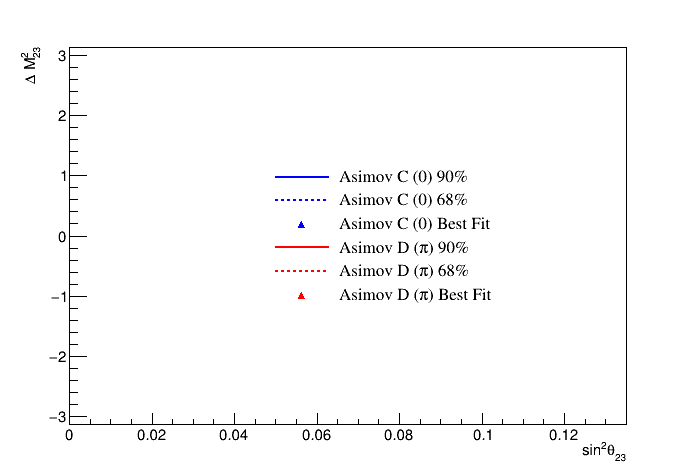 Δ M²₂₃
3
2
1
0
−1
−2
−3
Asimov C (0) 90%
Asimov C (0) 68%
Asimov C (0) Best Fit
Asimov D (π) 90%
Asimov D (π) 68%
Asimov D (π) Best Fit
0 0.02 0.04 0.06 0.08 0.1 0.12
sin²θ₂₃